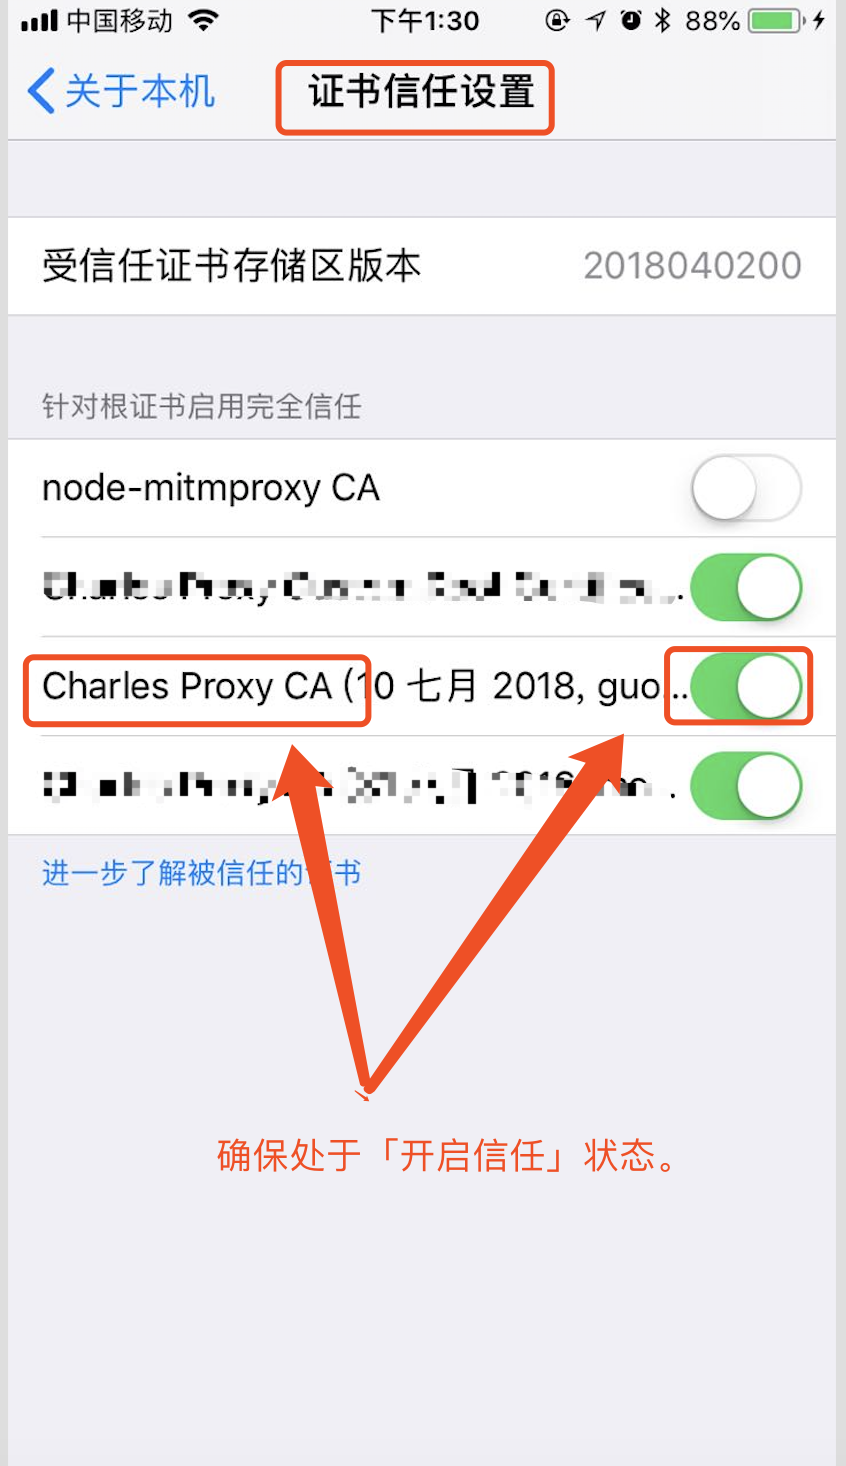 中国移动 下午1:30 88%
关于本机 证书信任设置
受信任证书存储区版本 2018040200
针对根证书启用完全信任
node-mitmproxy CA
Charles Proxy CA (10 七月 2018, guo...
进一步了解被信任的证书
确保处于「开启信任」状态。